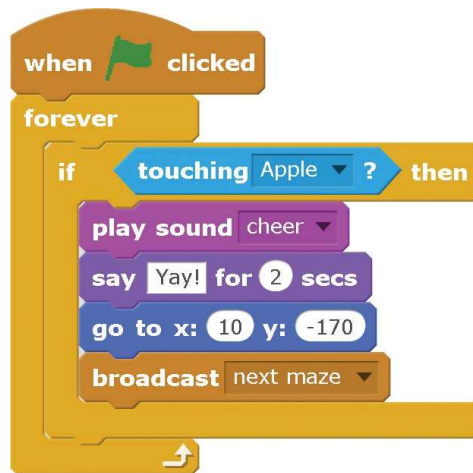 when clicked
forever
if touching Apple ? then
play sound cheer
say Yay! for 2 secs
go to x: 10 y: -170
broadcast next maze